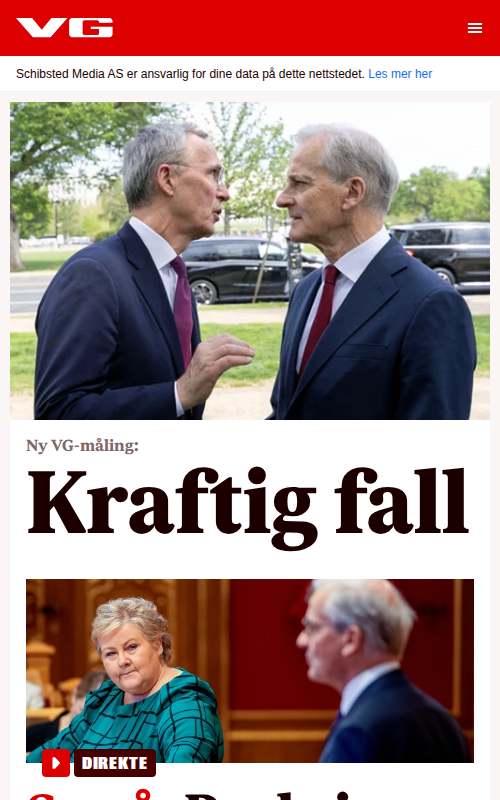 VG
Schibsted Media AS er ansvarlig for dine data på dette nettstedet. Les mer her
Ny VG-måling:
Kraftig fall
DIREKTE